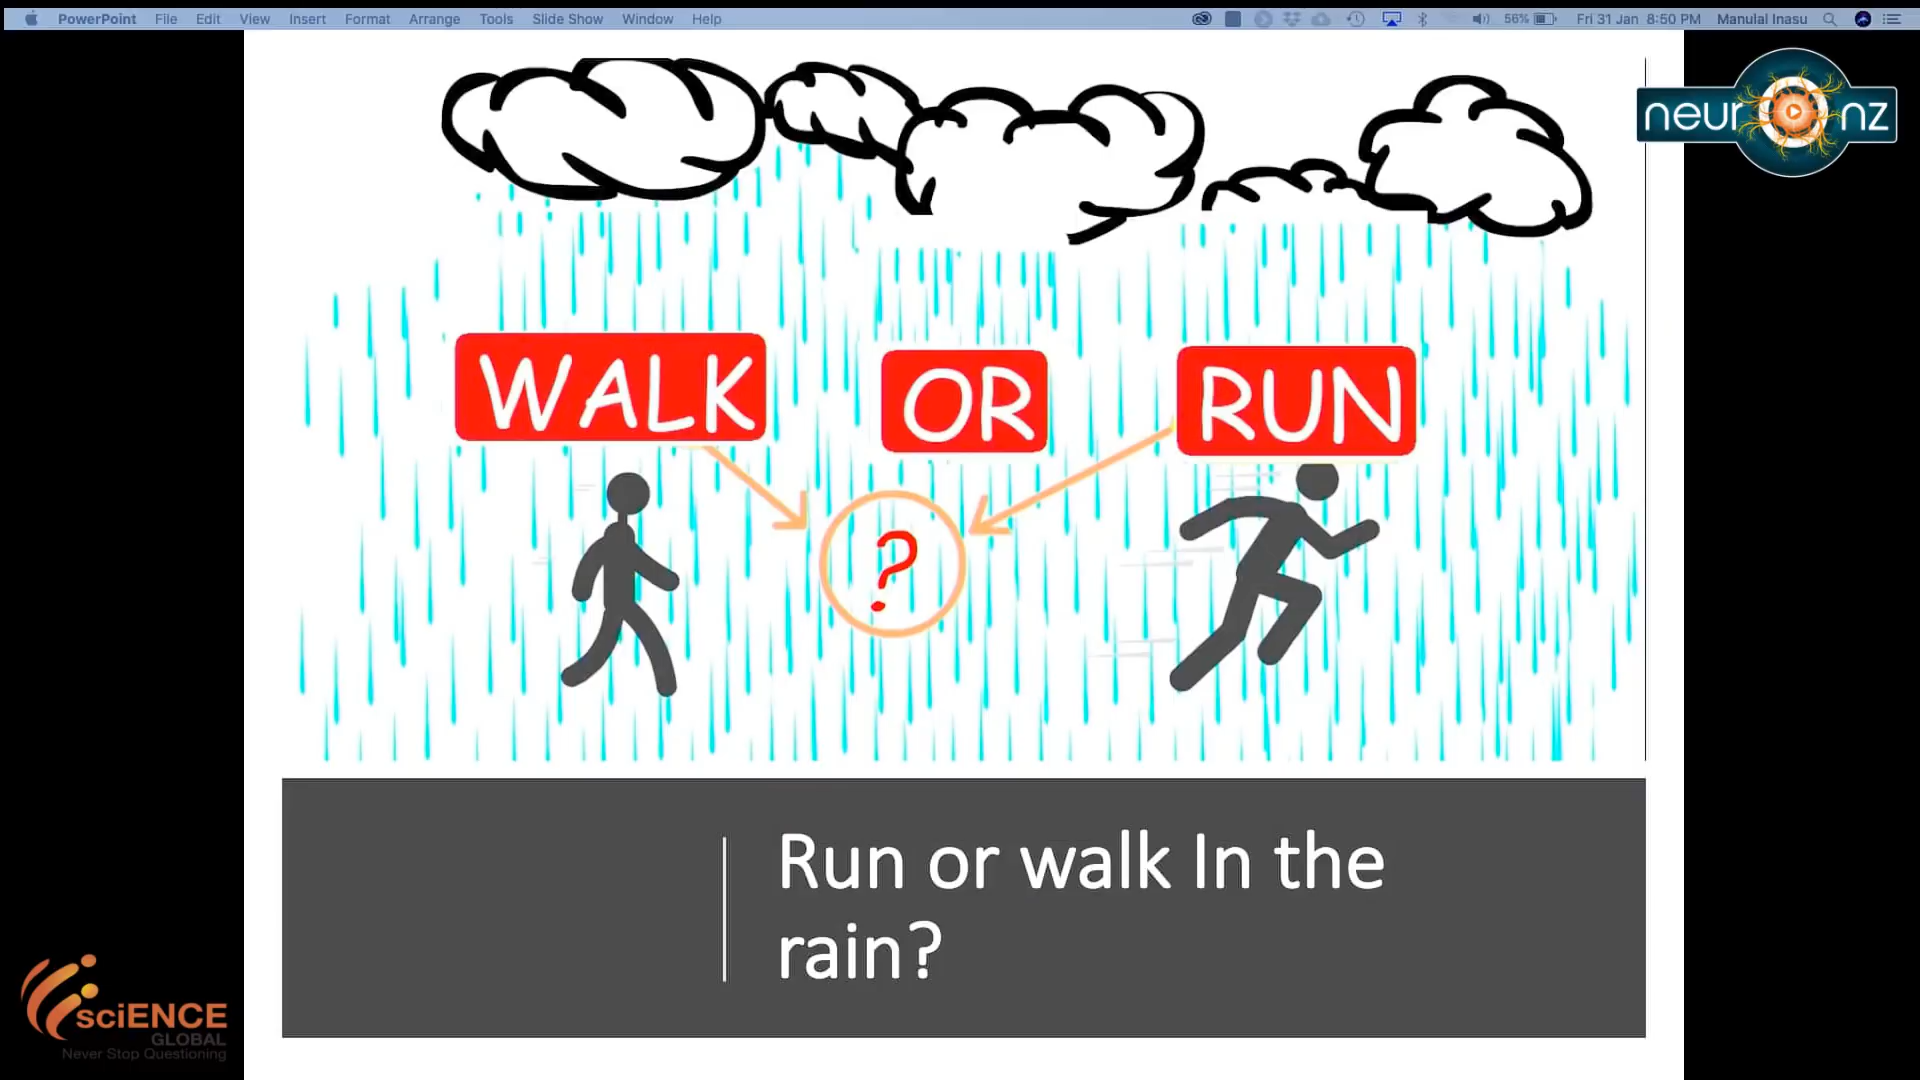 PowerPoint File Edit View Insert Format Arrange Tools Slide Show Window Help 56% Fri 31 Jan 8:50 PM Manulal Inasu
neur nz
WALK OR RUN
?
Run or walk In the
rain?
sciENCE
GLOBAL
Never Stop Questioning